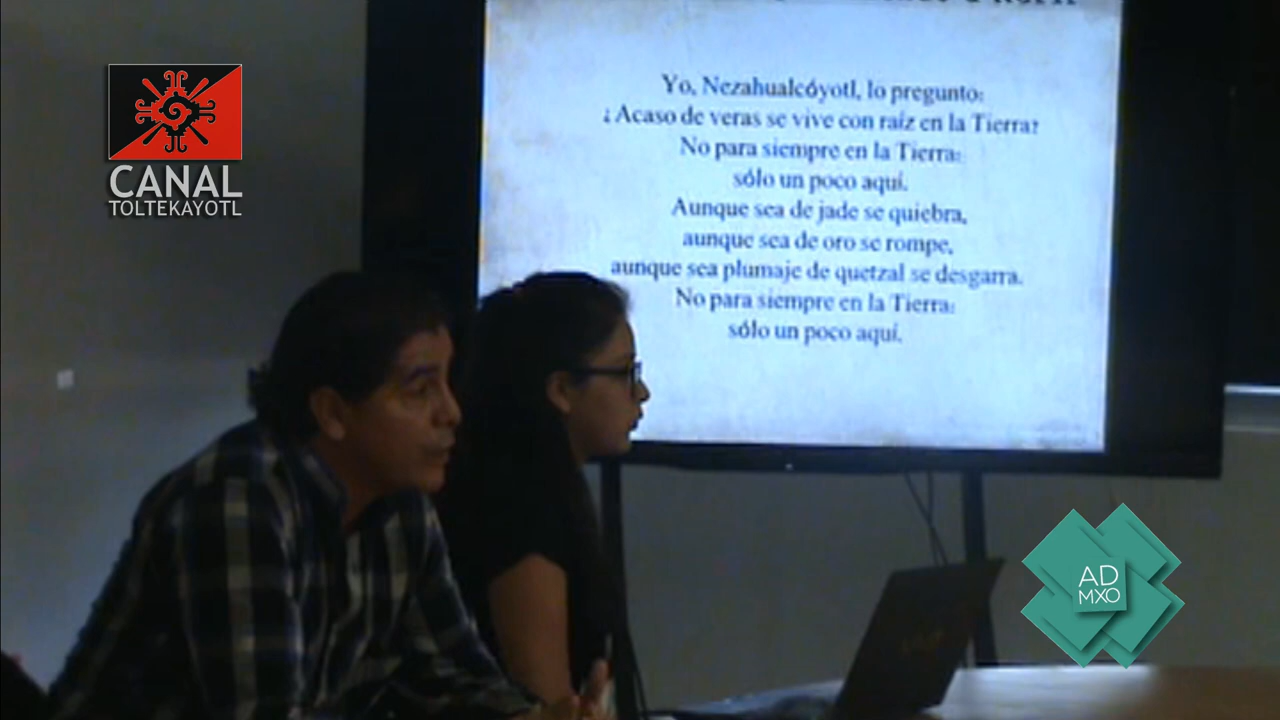 CANAL
TOLTEKAYOTL
Yo, Nezahualcóyotl, lo pregunto:
¿Acaso de veras se vive con raíz en la Tierra?
No para siempre en la Tierra:
sólo un poco aquí.
Aunque sea de jade se quiebra,
aunque sea de oro se rompe,
aunque sea plumaje de quetzal se desgarra.
No para siempre en la Tierra:
sólo un poco aquí.
AD
MXO